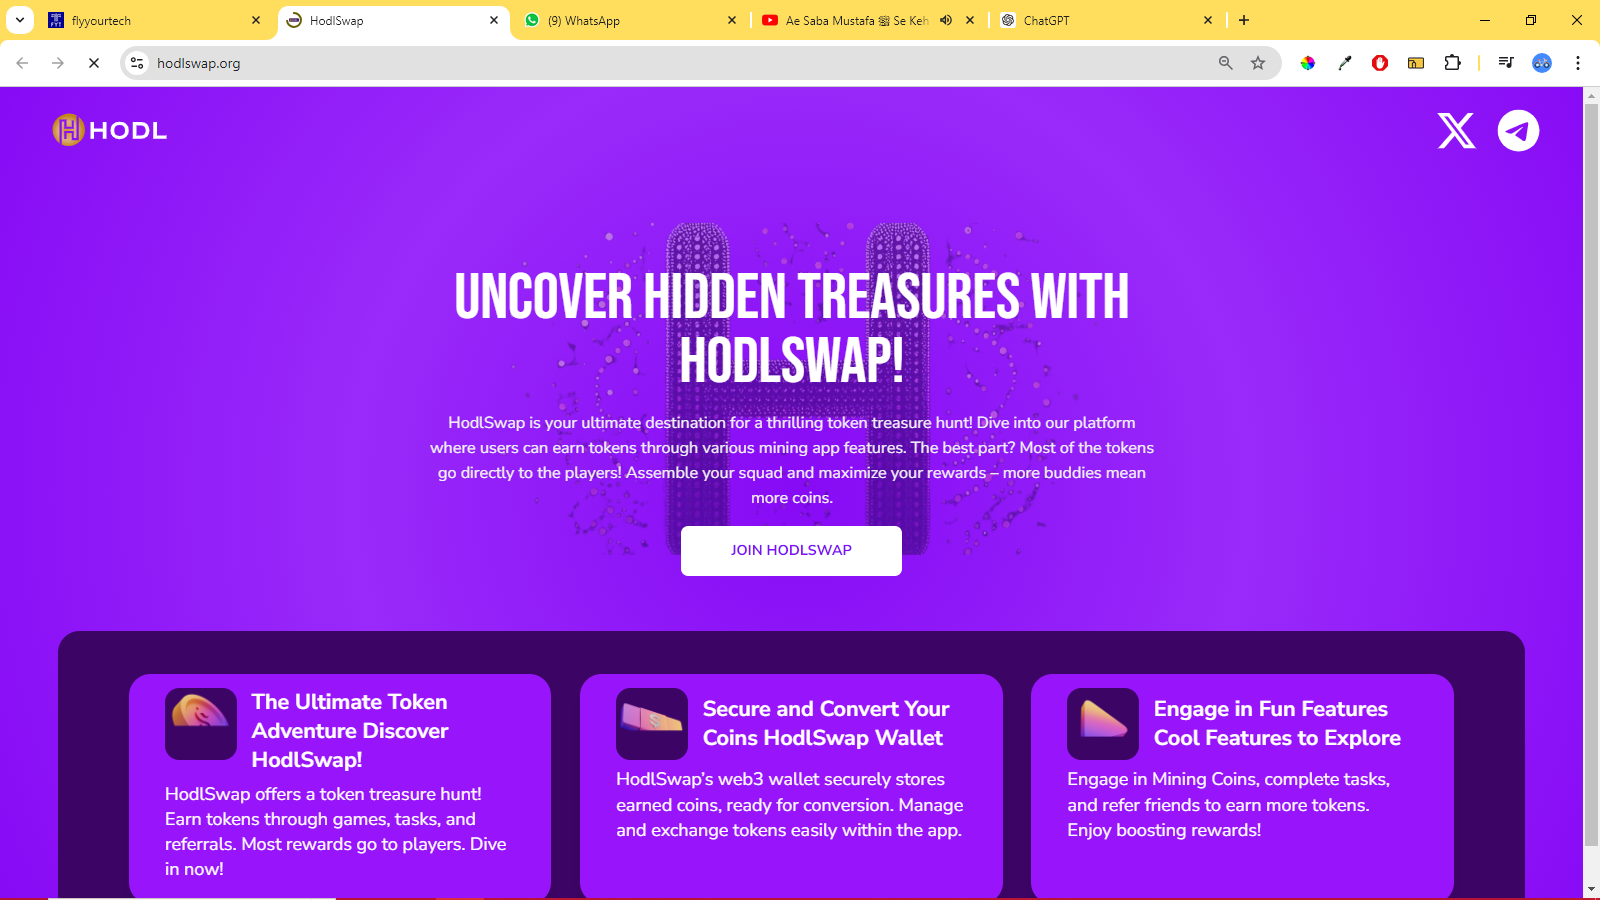 flyyourtech
HodlSwap
(9) WhatsApp
Ae Saba Mustafa ﷺ Se Keh
ChatGPT
hodlswap.org
HODL
UNCOVER HIDDEN TREASURES WITH
HODLSWAP!
HodlSwap is your ultimate destination for a thrilling token treasure hunt! Dive into our platform
where users can earn tokens through various mining app features. The best part? Most of the tokens
go directly to the players! Assemble your squad and maximize your rewards – more buddies mean
more coins.
JOIN HODLSWAP
The Ultimate Token
Adventure Discover
HodlSwap!
HodlSwap offers a token treasure hunt!
Earn tokens through games, tasks, and
referrals. Most rewards go to players. Dive
in now!
Secure and Convert Your
Coins HodlSwap Wallet
HodlSwap's web3 wallet securely stores
earned coins, ready for conversion. Manage
and exchange tokens easily within the app.
Engage in Fun Features
Cool Features to Explore
Engage in Mining Coins, complete tasks,
and refer friends to earn more tokens.
Enjoy boosting rewards!